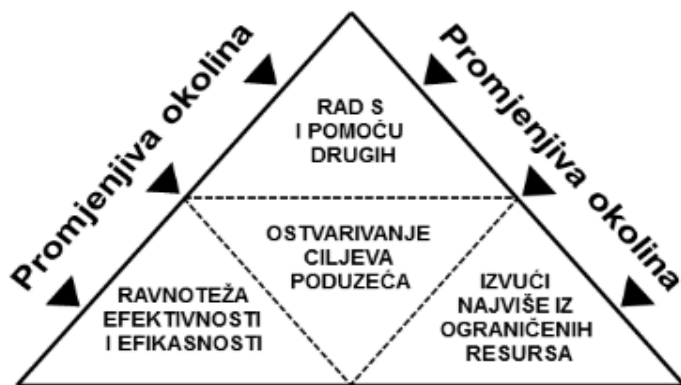 Promjenjiva okolina
Promjenjiva okolina
RAD S
I POMOĆU
DRUGIH
OSTVARIVANJE
CILJEVA
PODUZEĆA
RAVNOTEŽA
EFEKTIVNOSTI
I EFIKASNOSTI
IZVUĆI
NAJVIŠE IZ
OGRANIČENIH
RESURSA